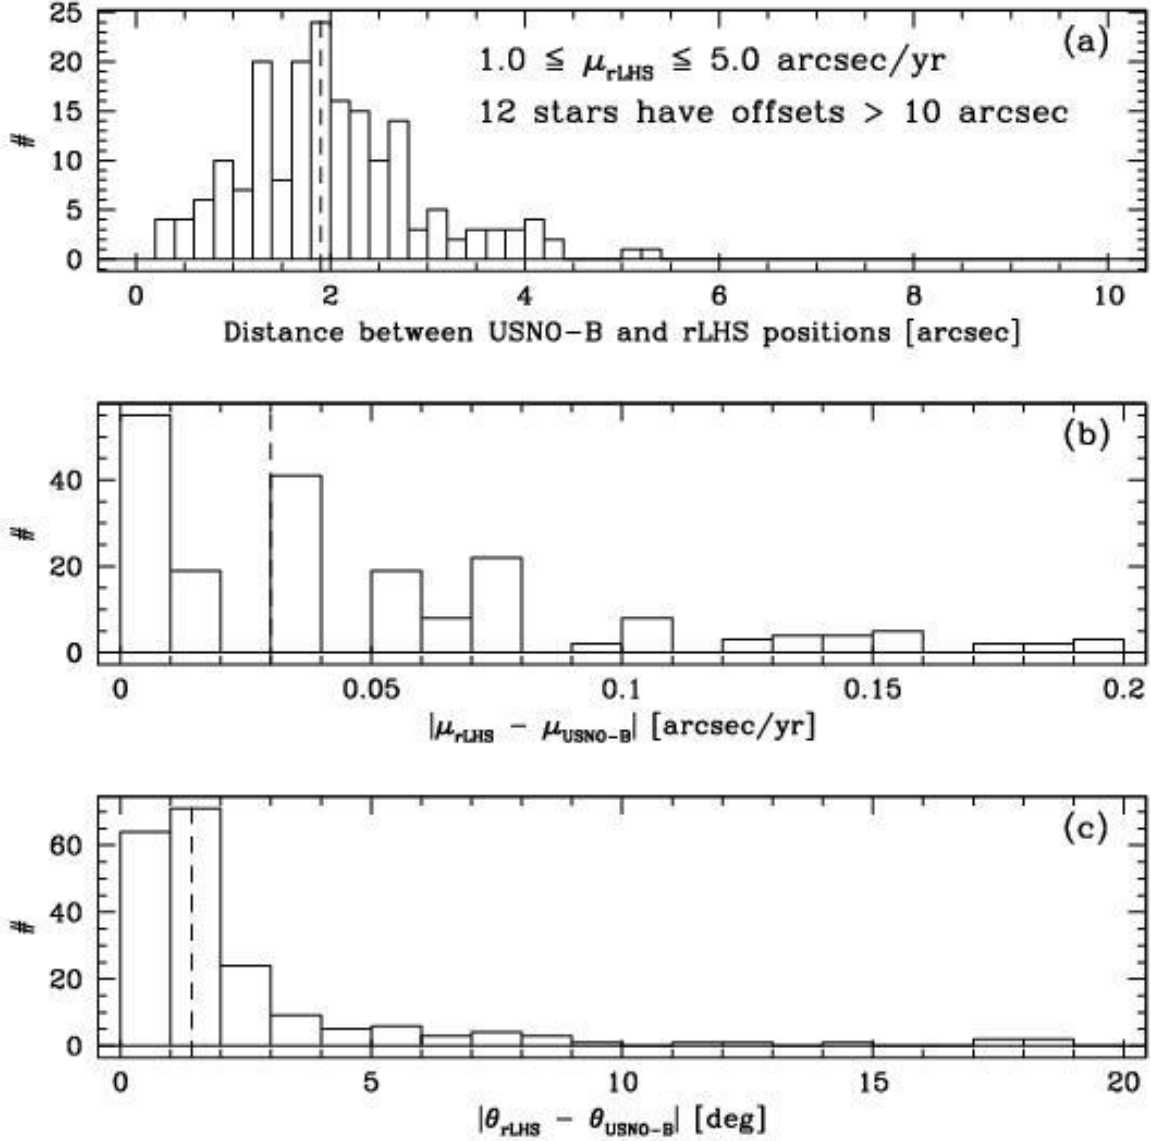 25
20
15
10
5
0
#
(a)
1.0 ≦ μrLHS ≦ 5.0 arcsec/yr
12 stars have offsets > 10 arcsec
0 2 4 6 8 10
Distance between USNO-B and rLHS positions [arcsec]
40
20
0
#
(b)
0 0.05 0.1 0.15 0.2
|μrLHS - μUSNO-B| [arcsec/yr]
60
40
20
0
#
(c)
0 5 10 15 20
|θrLHS - θUSNO-B| [deg]